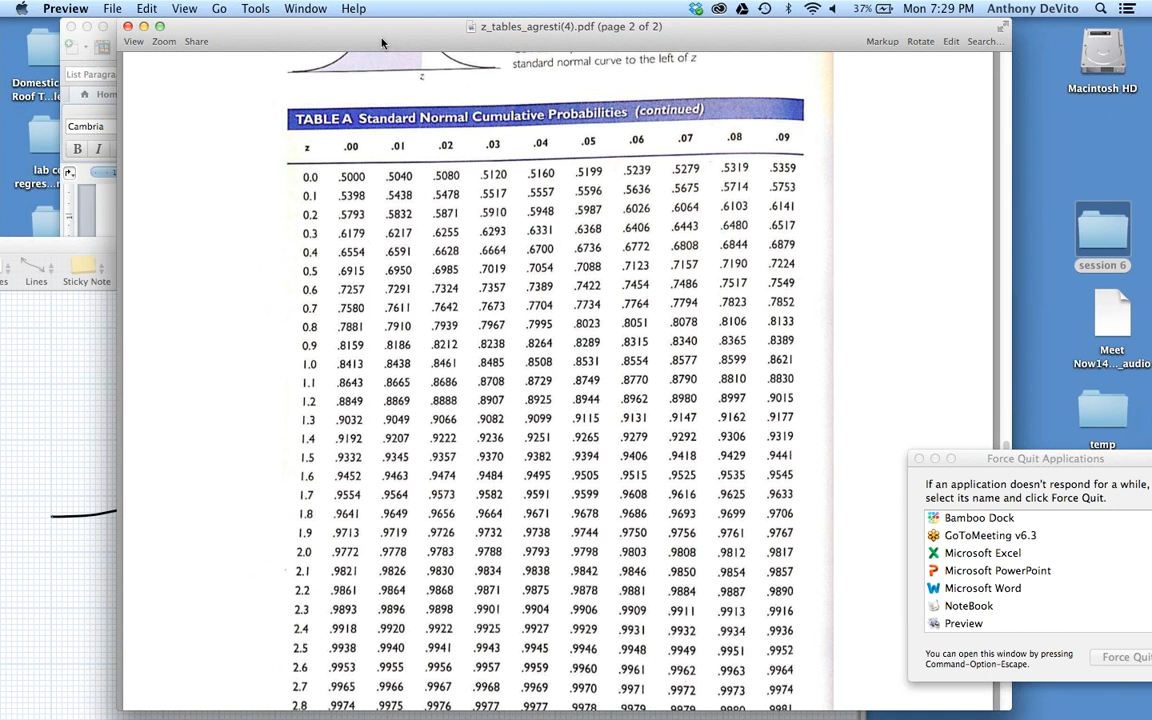 Preview File Edit View Go Tools Window Help 37% Mon 7:29 PM Anthony DeVito
z_tables_agresti(4).pdf (page 2 of 2)
View Zoom Share Markup Rotate Edit Search...
standard normal curve to the left of z
z
TABLE A Standard Normal Cumulative Probabilities (continued)
z .00 .01 .02 .03 .04 .05 .06 .07 .08 .09
0.0 .5000 .5040 .5080 .5120 .5160 .5199 .5239 .5279 .5319 .5359
0.1 .5398 .5438 .5478 .5517 .5557 .5596 .5636 .5675 .5714 .5753
0.2 .5793 .5832 .5871 .5910 .5948 .5987 .6026 .6064 .6103 .6141
0.3 .6179 .6217 .6255 .6293 .6331 .6368 .6406 .6443 .6480 .6517
0.4 .6554 .6591 .6628 .6664 .6700 .6736 .6772 .6808 .6844 .6879
0.5 .6915 .6950 .6985 .7019 .7054 .7088 .7123 .7157 .7190 .7224
0.6 .7257 .7291 .7324 .7357 .7389 .7422 .7454 .7486 .7517 .7549
0.7 .7580 .7611 .7642 .7673 .7704 .7734 .7764 .7794 .7823 .7852
0.8 .7881 .7910 .7939 .7967 .7995 .8023 .8051 .8078 .8106 .8133
0.9 .8159 .8186 .8212 .8238 .8264 .8289 .8315 .8340 .8365 .8389
1.0 .8413 .8438 .8461 .8485 .8508 .8531 .8554 .8577 .8599 .8621
1.1 .8643 .8665 .8686 .8708 .8729 .8749 .8770 .8790 .8810 .8830
1.2 .8849 .8869 .8888 .8907 .8925 .8944 .8962 .8980 .8997 .9015
1.3 .9032 .9049 .9066 .9082 .9099 .9115 .9131 .9147 .9162 .9177
1.4 .9192 .9207 .9222 .9236 .9251 .9265 .9279 .9292 .9306 .9319
1.5 .9332 .9345 .9357 .9370 .9382 .9394 .9406 .9418 .9429 .9441
1.6 .9452 .9463 .9474 .9484 .9495 .9505 .9515 .9525 .9535 .9545
1.7 .9554 .9564 .9573 .9582 .9591 .9599 .9608 .9616 .9625 .9633
1.8 .9641 .9649 .9656 .9664 .9671 .9678 .9686 .9693 .9699 .9706
1.9 .9713 .9719 .9726 .9732 .9738 .9744 .9750 .9756 .9761 .9767
2.0 .9772 .9778 .9783 .9788 .9793 .9798 .9803 .9808 .9812 .9817
2.1 .9821 .9826 .9830 .9834 .9838 .9842 .9846 .9850 .9854 .9857
2.2 .9861 .9864 .9868 .9871 .9875 .9878 .9881 .9884 .9887 .9890
2.3 .9893 .9896 .9898 .9901 .9904 .9906 .9909 .9911 .9913 .9916
2.4 .9918 .9920 .9922 .9925 .9927 .9929 .9931 .9932 .9934 .9936
2.5 .9938 .9940 .9941 .9943 .9945 .9946 .9948 .9949 .9951 .9952
2.6 .9953 .9955 .9956 .9957 .9959 .9960 .9961 .9962 .9963 .9964
2.7 .9965 .9966 .9967 .9968 .9969 .9970 .9971 .9972 .9973 .9974
2.8 .9974 .9975 .9976 .9977 .9977
Domestic
Roof T...le
lab co
regres...
List Paragra
Hom
Cambria
B I
es Lines Sticky Note
Macintosh HD
session 6
Meet
Now14..._audio
temp
Force Quit Applications
If an application doesn't respond for a while,
select its name and click Force Quit.
Bamboo Dock
GoToMeeting v6.3
Microsoft Excel
Microsoft PowerPoint
Microsoft Word
NoteBook
Preview
You can open this window by pressing
Command-Option-Escape.
Force Quit